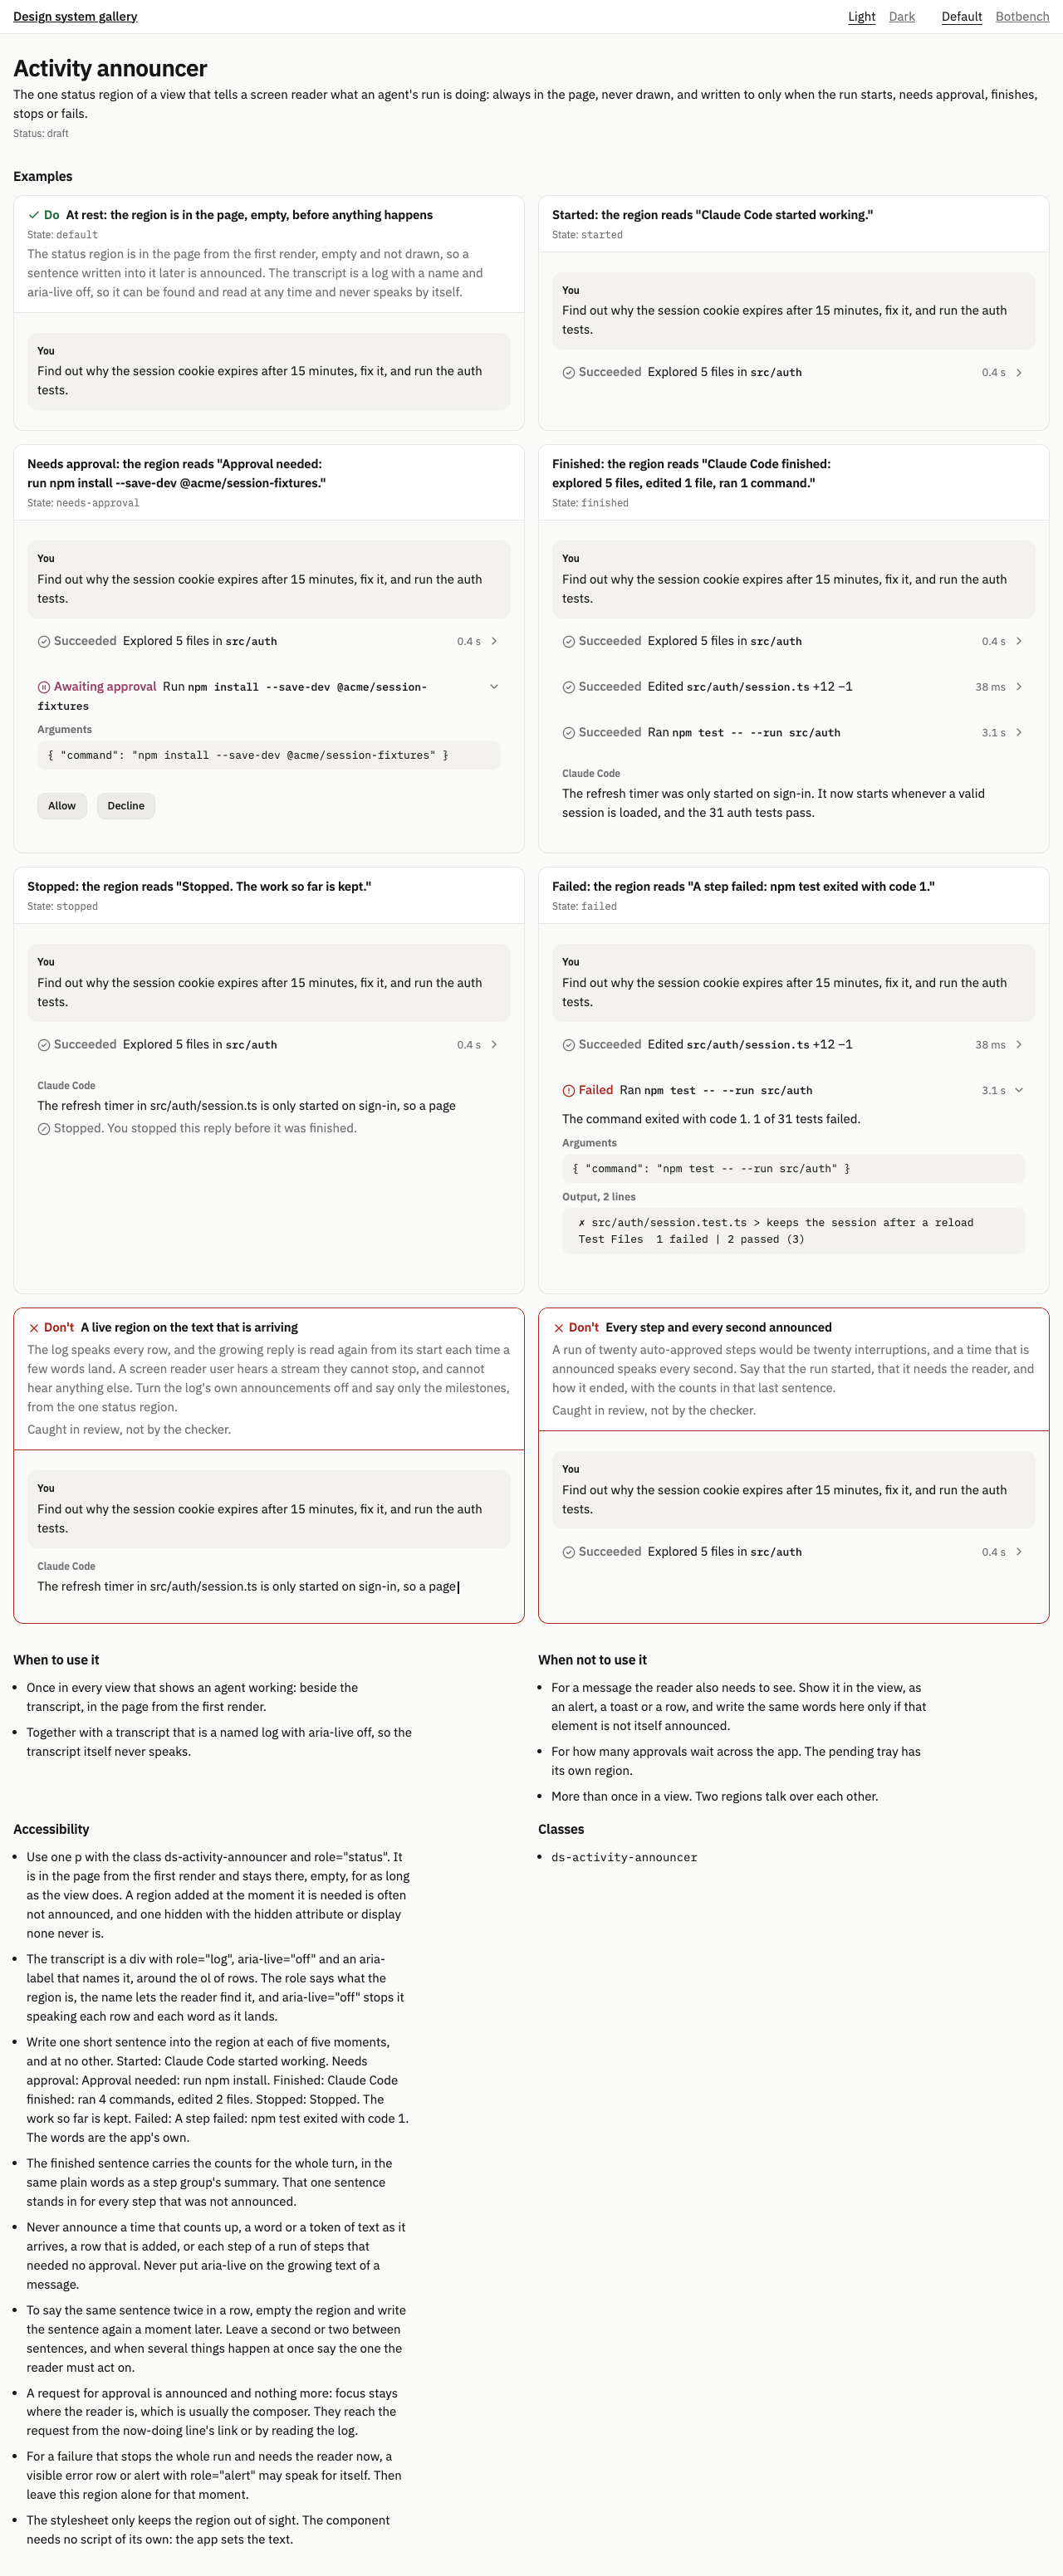 Design system gallery
Light Dark Default Botbench
Activity announcer
The one status region of a view that tells a screen reader what an agent's run is doing: always in the page, never drawn, and written to only when the run starts, needs approval, finishes,
stops or fails.
Status: draft
Examples
Do At rest: the region is in the page, empty, before anything happens
State: default
The status region is in the page from the first render, empty and not drawn, so a
sentence written into it later is announced. The transcript is a log with a name and
aria-live off, so it can be found and read at any time and never speaks by itself.
You
Find out why the session cookie expires after 15 minutes, fix it, and run the auth
tests.
Started: the region reads "Claude Code started working."
State: started
You
Find out why the session cookie expires after 15 minutes, fix it, and run the auth
tests.
Succeeded Explored 5 files in src/auth 0.4 s
Needs approval: the region reads "Approval needed:
run npm install --save-dev @acme/session-fixtures."
State: needs-approval
You
Find out why the session cookie expires after 15 minutes, fix it, and run the auth
tests.
Succeeded Explored 5 files in src/auth 0.4 s
Awaiting approval Run npm install --save-dev @acme/session-
fixtures
Arguments
{ "command": "npm install --save-dev @acme/session-fixtures" }
Allow Decline
Finished: the region reads "Claude Code finished:
explored 5 files, edited 1 file, ran 1 command."
State: finished
You
Find out why the session cookie expires after 15 minutes, fix it, and run the auth
tests.
Succeeded Explored 5 files in src/auth 0.4 s
Succeeded Edited src/auth/session.ts +12 −1 38 ms
Succeeded Ran npm test -- --run src/auth 3.1 s
Claude Code
The refresh timer was only started on sign-in. It now starts whenever a valid
session is loaded, and the 31 auth tests pass.
Stopped: the region reads "Stopped. The work so far is kept."
State: stopped
You
Find out why the session cookie expires after 15 minutes, fix it, and run the auth
tests.
Succeeded Explored 5 files in src/auth 0.4 s
Claude Code
The refresh timer in src/auth/session.ts is only started on sign-in, so a page
Stopped. You stopped this reply before it was finished.
Failed: the region reads "A step failed: npm test exited with code 1."
State: failed
You
Find out why the session cookie expires after 15 minutes, fix it, and run the auth
tests.
Succeeded Edited src/auth/session.ts +12 −1 38 ms
Failed Ran npm test -- --run src/auth 3.1 s
The command exited with code 1. 1 of 31 tests failed.
Arguments
{ "command": "npm test -- --run src/auth" }
Output, 2 lines
✗ src/auth/session.test.ts > keeps the session after a reload
Test Files 1 failed | 2 passed (3)
Don't A live region on the text that is arriving
The log speaks every row, and the growing reply is read again from its start each time a
few words land. A screen reader user hears a stream they cannot stop, and cannot
hear anything else. Turn the log's own announcements off and say only the milestones,
from the one status region.
Caught in review, not by the checker.
You
Find out why the session cookie expires after 15 minutes, fix it, and run the auth
tests.
Claude Code
The refresh timer in src/auth/session.ts is only started on sign-in, so a page
Don't Every step and every second announced
A run of twenty auto-approved steps would be twenty interruptions, and a time that is
announced speaks every second. Say that the run started, that it needs the reader, and
how it ended, with the counts in that last sentence.
Caught in review, not by the checker.
You
Find out why the session cookie expires after 15 minutes, fix it, and run the auth
tests.
Succeeded Explored 5 files in src/auth 0.4 s
When to use it
Once in every view that shows an agent working: beside the
transcript, in the page from the first render.
Together with a transcript that is a named log with aria-live off, so the
transcript itself never speaks.
When not to use it
For a message the reader also needs to see. Show it in the view, as
an alert, a toast or a row, and write the same words here only if that
element is not itself announced.
For how many approvals wait across the app. The pending tray has
its own region.
More than once in a view. Two regions talk over each other.
Accessibility
Use one p with the class ds-activity-announcer and role="status". It
is in the page from the first render and stays there, empty, for as long
as the view does. A region added at the moment it is needed is often
not announced, and one hidden with the hidden attribute or display
none never is.
The transcript is a div with role="log", aria-live="off" and an aria-
label that names it, around the ol of rows. The role says what the
region is, the name lets the reader find it, and aria-live="off" stops it
speaking each row and each word as it lands.
Write one short sentence into the region at each of five moments,
and at no other. Started: Claude Code started working. Needs
approval: Approval needed: run npm install. Finished: Claude Code
finished: ran 4 commands, edited 2 files. Stopped: Stopped. The
work so far is kept. Failed: A step failed: npm test exited with code 1.
The words are the app's own.
The finished sentence carries the counts for the whole turn, in the
same plain words as a step group's summary. That one sentence
stands in for every step that was not announced.
Never announce a time that counts up, a word or a token of text as it
arrives, a row that is added, or each step of a run of steps that
needed no approval. Never put aria-live on the growing text of a
message.
To say the same sentence twice in a row, empty the region and write
the sentence again a moment later. Leave a second or two between
sentences, and when several things happen at once say the one the
reader must act on.
A request for approval is announced and nothing more: focus stays
where the reader is, which is usually the composer. They reach the
request from the now-doing line's link or by reading the log.
For a failure that stops the whole run and needs the reader now, a
visible error row or alert with role="alert" may speak for itself. Then
leave this region alone for that moment.
The stylesheet only keeps the region out of sight. The component
needs no script of its own: the app sets the text.
Classes
ds-activity-announcer